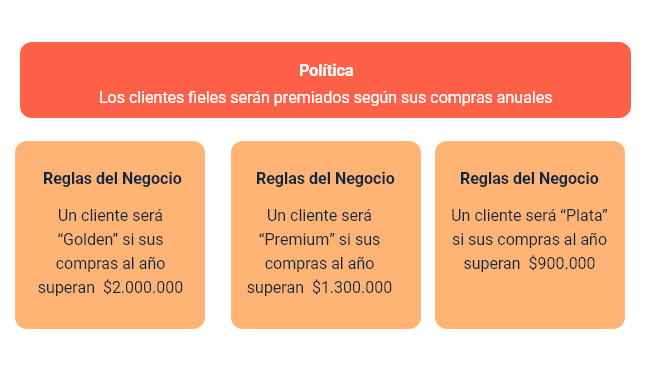 Política
Los clientes fieles serán premiados según sus compras anuales
Reglas del Negocio
Un cliente será
“Golden” si sus
compras al año
superan $2.000.000
Reglas del Negocio
Un cliente será
“Premium” si sus
compras al año
superan $1.300.000
Reglas del Negocio
Un cliente será “Plata”
si sus compras al año
superan $900.000